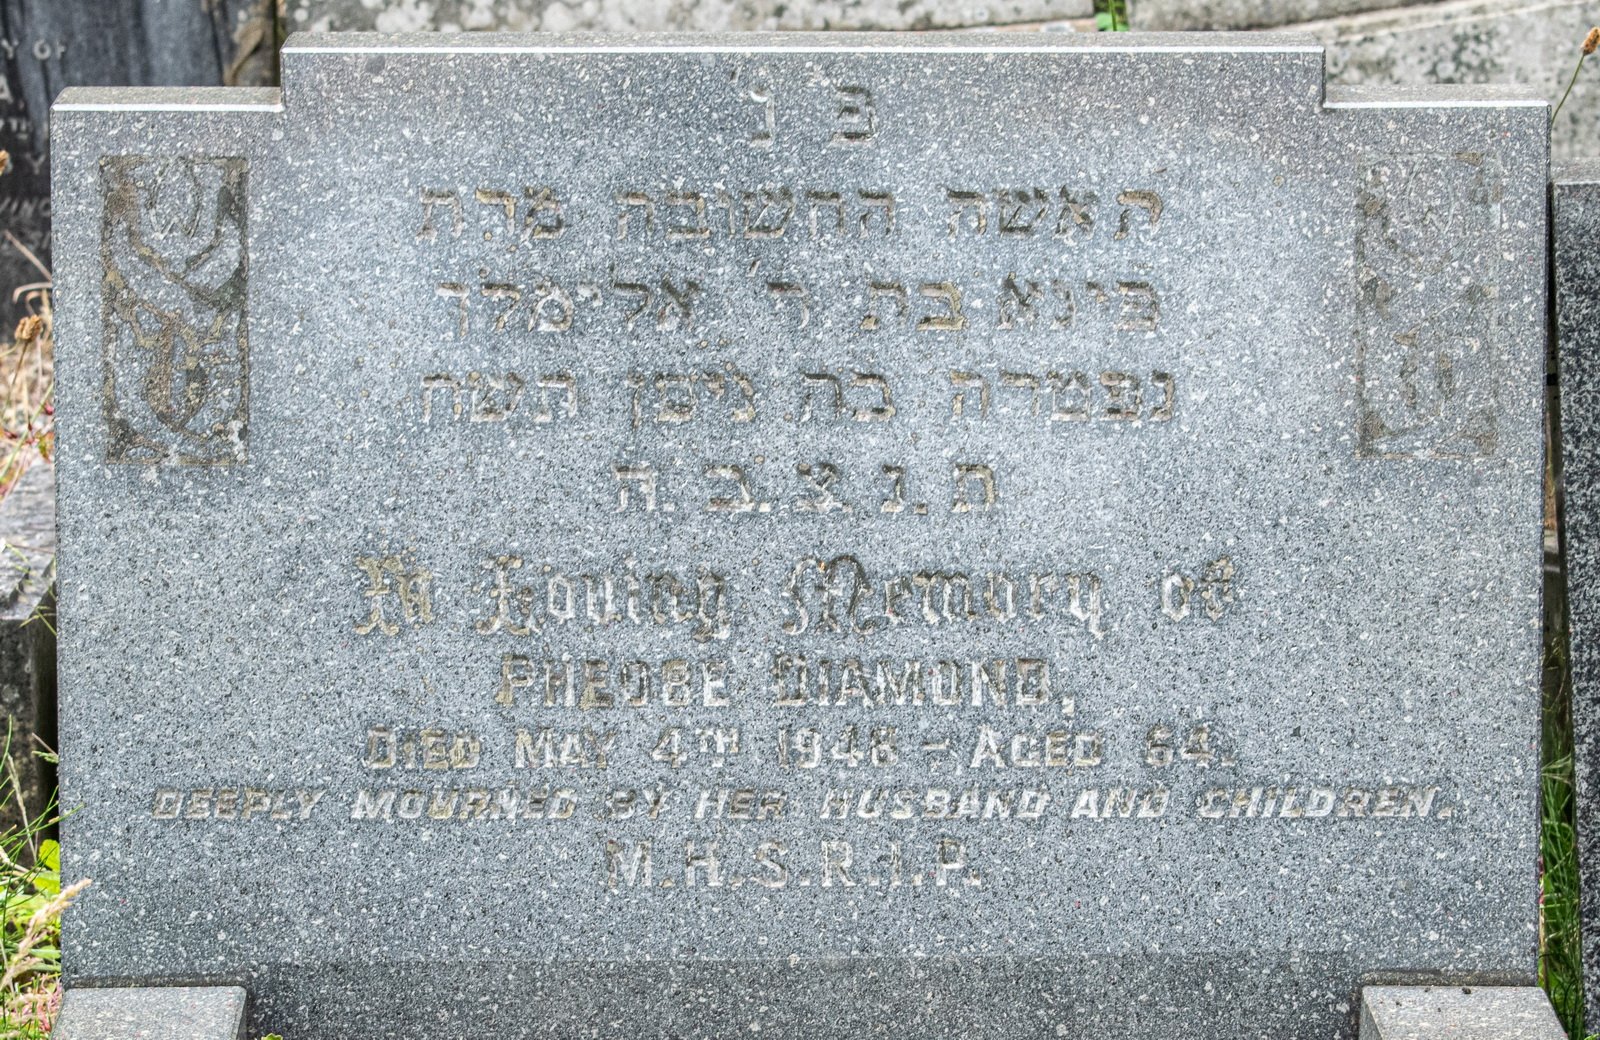 Y OF
פ נ
האשה החשובה מרת
פינא בת ר' אלימלך
נפטרה כה ניסן תשח
ת.נ.צ.ב.ה.
In Loving Memory of
PHEOBE DIAMOND,
DIED MAY 4TH 1948 - AGED 64.
DEEPLY MOURNED BY HER HUSBAND AND CHILDREN.
M.H.S.R.I.P.